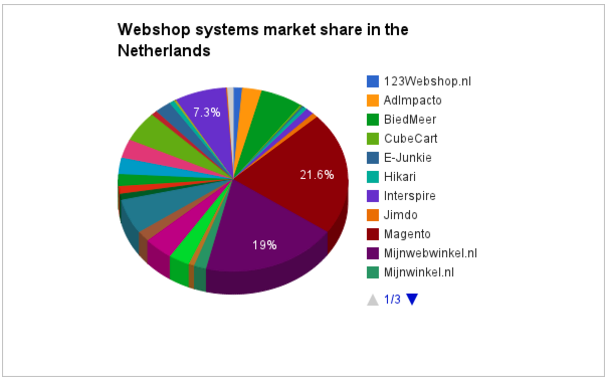 Webshop systems market share in the
Netherlands
7.3%
21.6%
19%
123Webshop.nl
AdImpacto
BiedMeer
CubeCart
E-Junkie
Hikari
Interspire
Jimdo
Magento
Mijnwebwinkel.nl
Mijnwinkel.nl
1/3